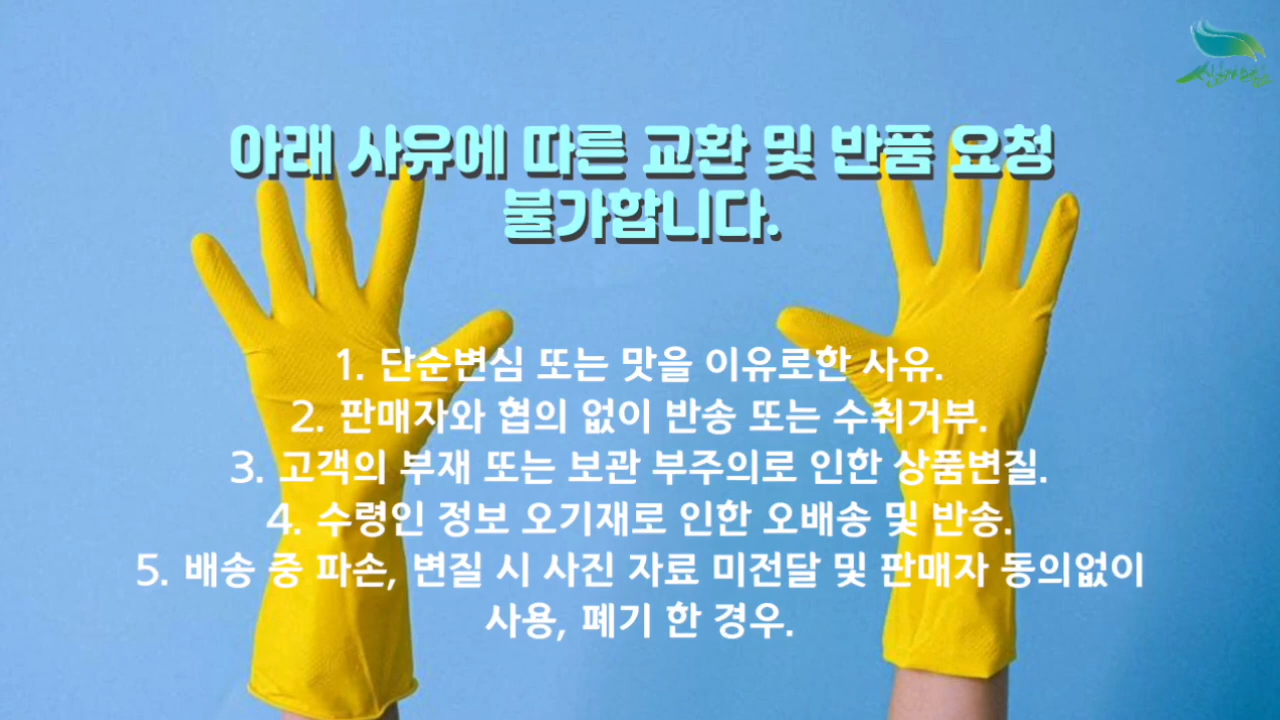 아래 사유에 따른 교환 및 반품 요청
불가합니다.
1. 단순변심 또는 맛을 이유로한 사유.
2. 판매자와 협의 없이 반송 또는 수취거부.
3. 고객의 부재 또는 보관 부주의로 인한 상품변질.
4. 수령인 정보 오기재로 인한 오배송 및 반송.
5. 배송 중 파손, 변질 시 사진 자료 미전달 및 판매자 동의없이
사용, 폐기 한 경우.